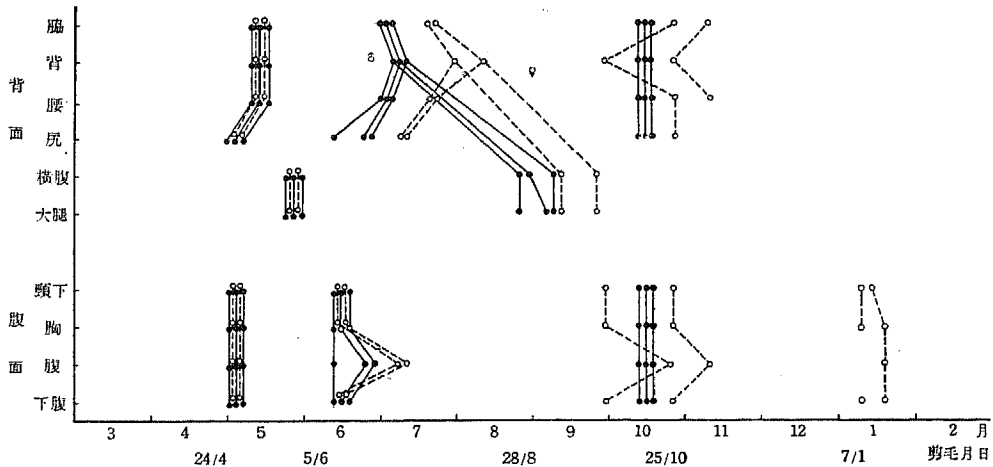 脇
背
腰
尻
横腹
大腿
背面
頸下
胸
腹
下腹
腹面
♂
♀
3 4 5 6 7 8 9 10 11 12 1 2 月
24/4 5/6 28/8 25/10 7/1 剪毛月日